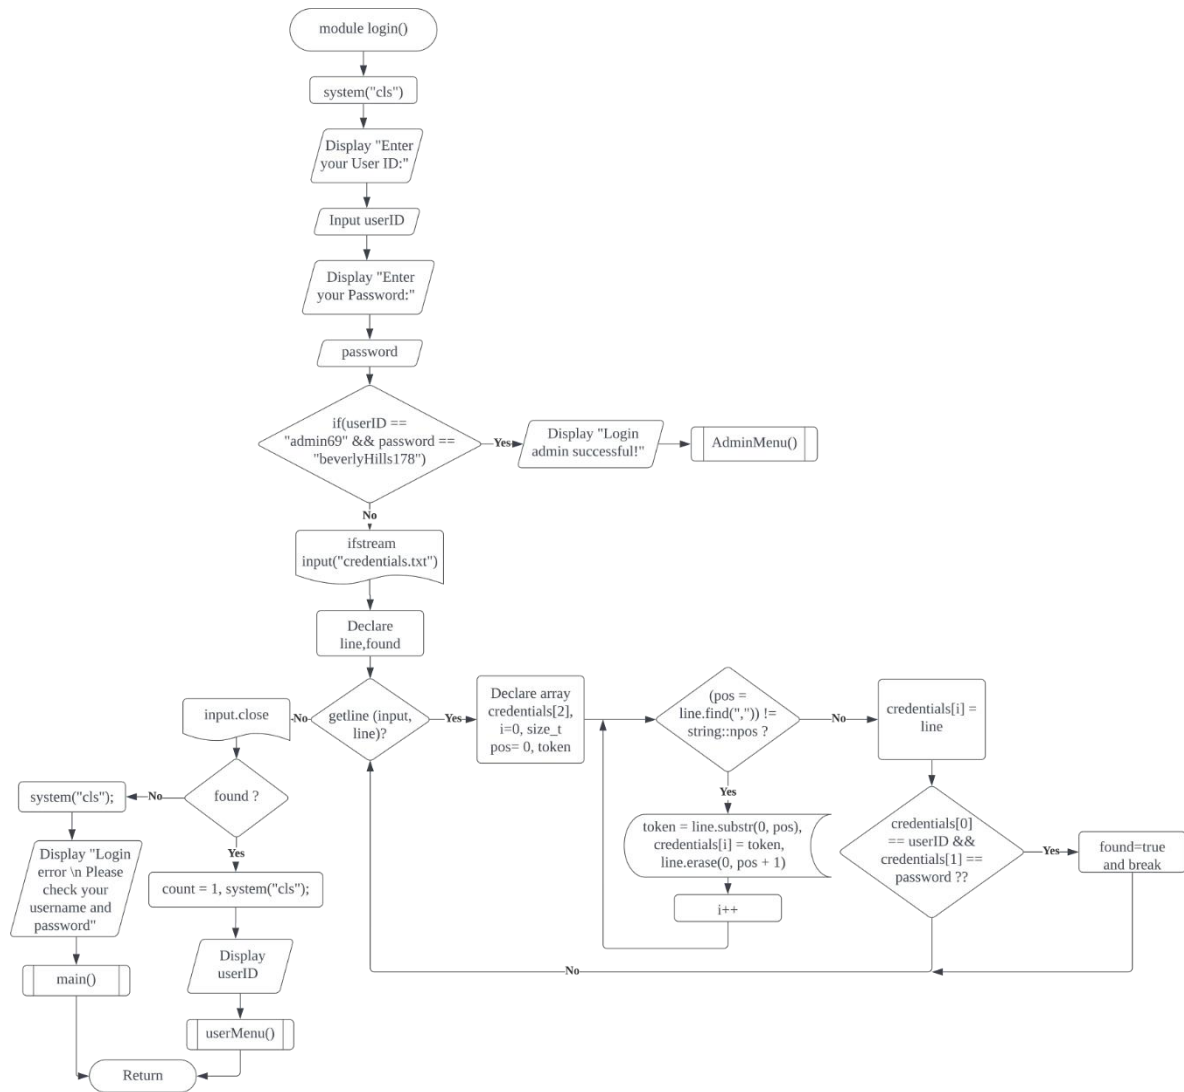 module login()
system("cls")
Display "Enter
your User ID:"
Input userID
Display "Enter
your Password:"
password
if(userID ==
"admin69" && password ==
"beverlyHills178")
Yes
Display "Login
admin successful!"
AdminMenu()
No
ifstream
input("credentials.txt")
Declare
line,found
getline (input,
line)?
Yes
Declare array
credentials[2],
i=0, size_t
pos= 0, token
(pos =
line.find(",")) !=
string::npos ?
No
credentials[i] =
line
Yes
token = line.substr(0, pos),
credentials[i] = token,
line.erase(0, pos + 1)
i++
credentials[0]
== userID &&
credentials[1] ==
password ??
Yes
found=true
and break
No
No
input.close
found ?
No
system("cls");
Display "Login
error \n Please
check your
username and
password"
main()
Yes
count = 1, system("cls");
Display
userID
userMenu()
Return